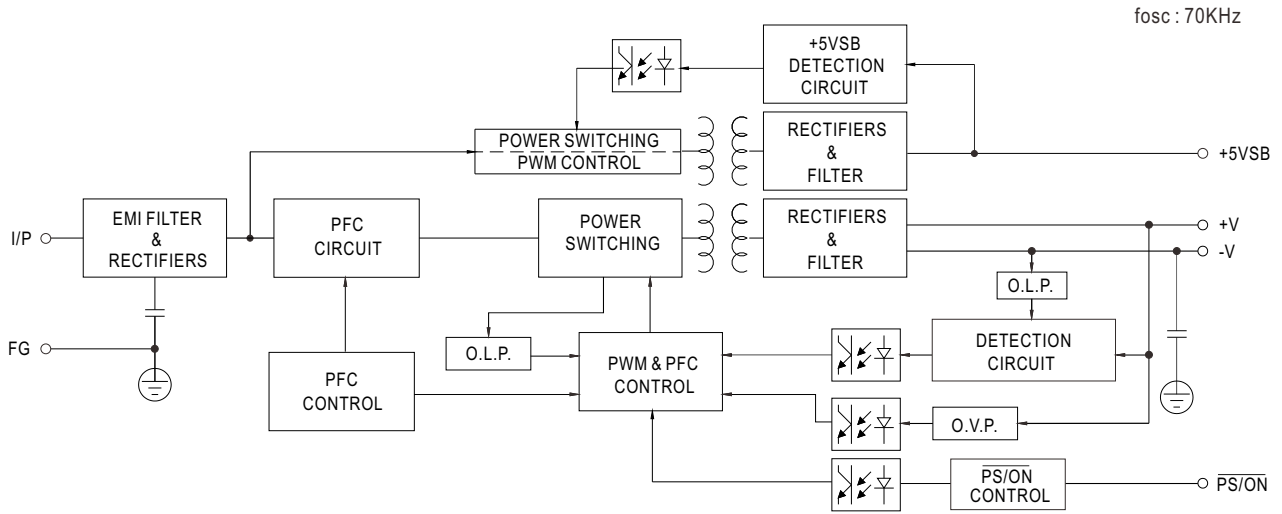 fosc : 70KHz
+5VSB
DETECTION
CIRCUIT
POWER SWITCHING
PWM CONTROL
RECTIFIERS
&
FILTER
+5VSB
I/P
EMI FILTER
&
RECTIFIERS
PFC
CIRCUIT
POWER
SWITCHING
RECTIFIERS
&
FILTER
+V
-V
O.L.P.
FG
O.L.P.
DETECTION
CIRCUIT
PFC
CONTROL
PWM & PFC
CONTROL
O.V.P.
PS/ON
CONTROL
PS/ON